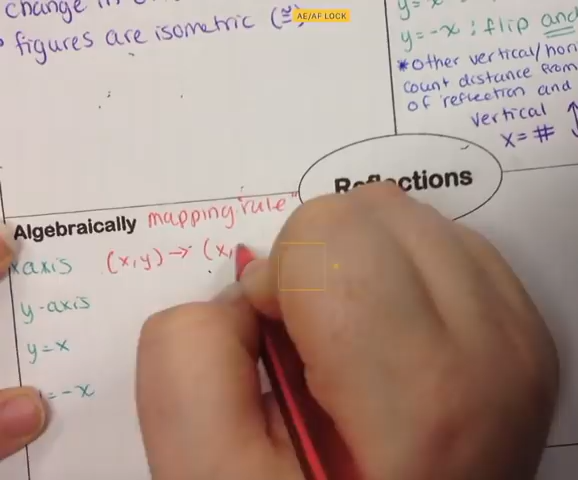 change in
figures are isometric (≅)
AE/AF LOCK
y=x
y=-x : flip and
*other vertical/hori
count distance from
of reflection and
vertical
x=#
Reflections
Algebraically mapping rule
x axis (x,y) → (x,
y-axis
y=x
=-x